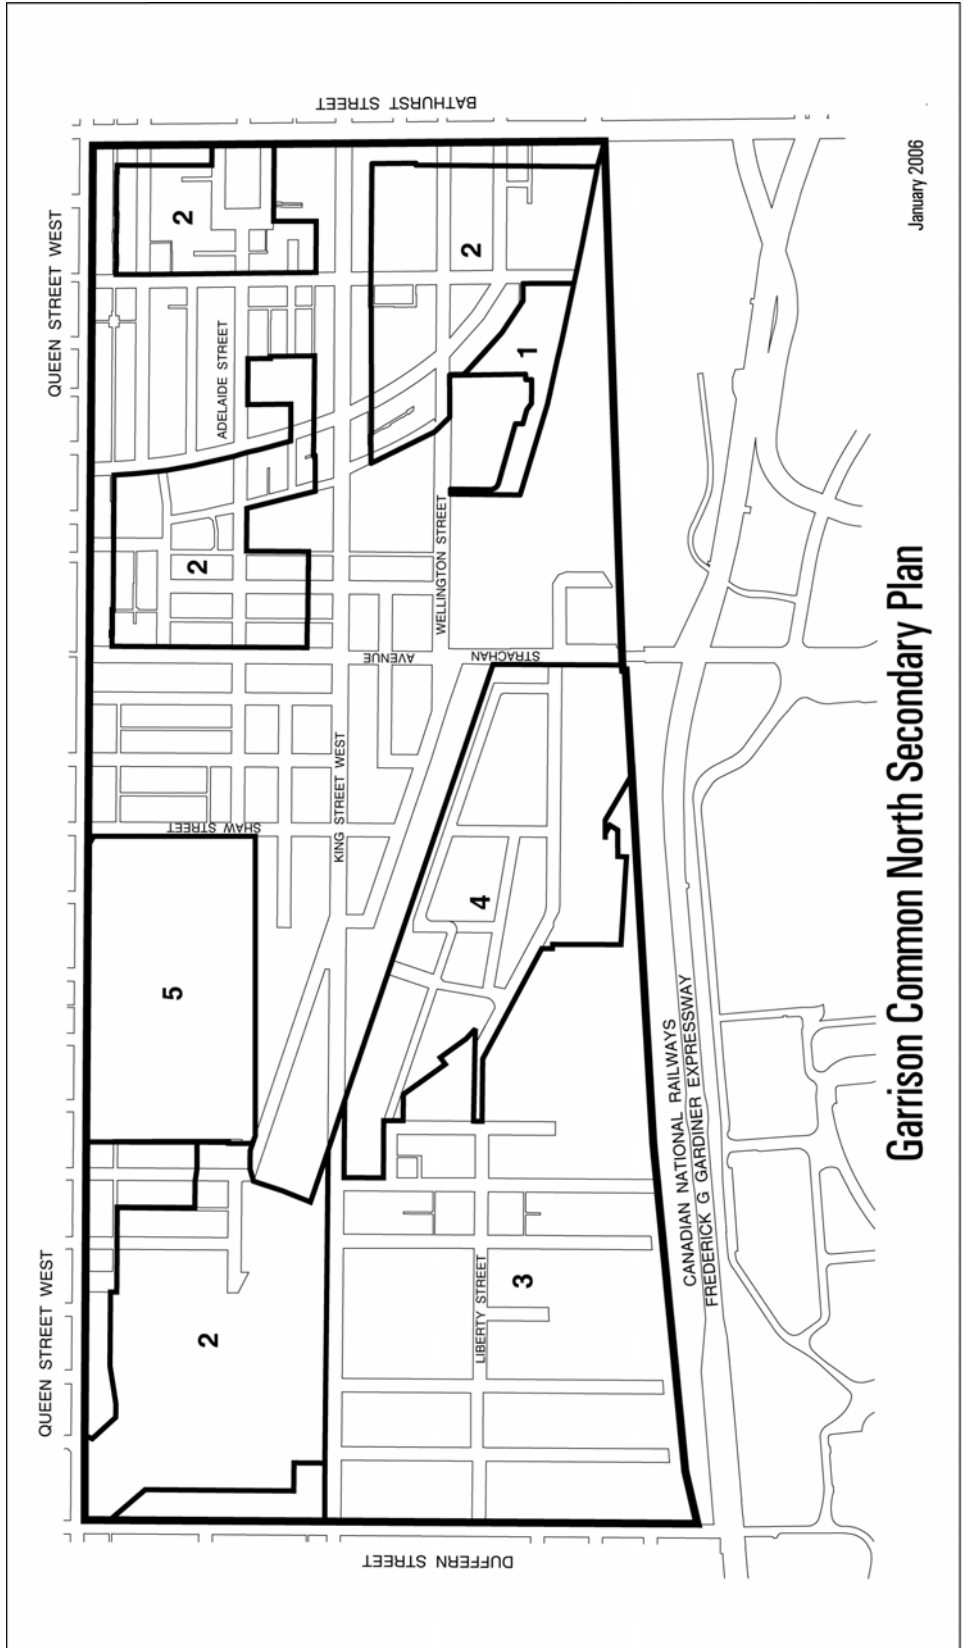 QUEEN STREET WEST
QUEEN STREET WEST
DUFFERN STREET
BATHURST STREET
ADELAIDE STREET
SHAW STREET
KING STREET WEST
AVENUE
STRACHAN
WELLINGTON STREET
LIBERTY STREET
2
2
2
2
1
5
4
3
CANADIAN NATIONAL RAILWAYS
FREDERICK G GARDINER EXPRESSWAY
Garrison Common North Secondary Plan
January 2006